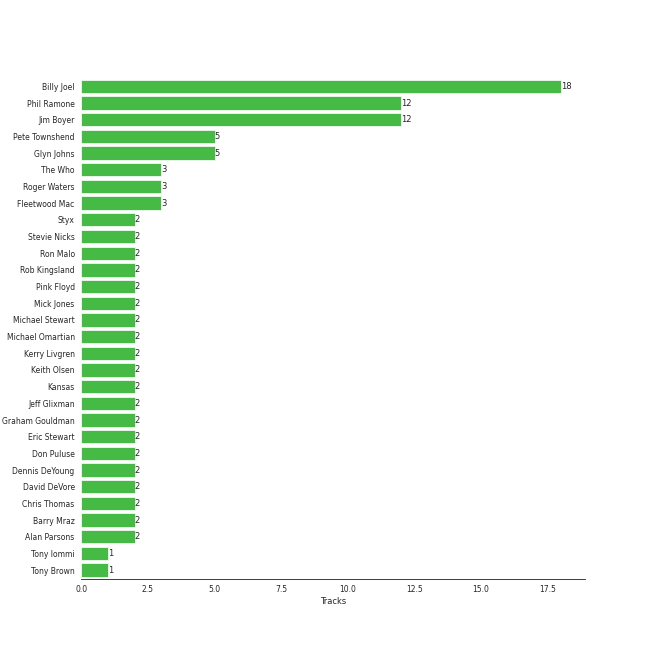 Billy Joel 18
Phil Ramone 12
Jim Boyer 12
Pete Townshend 5
Glyn Johns 5
The Who 3
Roger Waters 3
Fleetwood Mac 3
Styx 2
Stevie Nicks 2
Ron Malo 2
Rob Kingsland 2
Pink Floyd 2
Mick Jones 2
Michael Stewart 2
Michael Omartian 2
Kerry Livgren 2
Keith Olsen 2
Kansas 2
Jeff Glixman 2
Graham Gouldman 2
Eric Stewart 2
Don Puluse 2
Dennis DeYoung 2
David DeVore 2
Chris Thomas 2
Barry Mraz 2
Alan Parsons 2
Tony Iommi 1
Tony Brown 1
0.0 2.5 5.0 7.5 10.0 12.5 15.0 17.5
Tracks